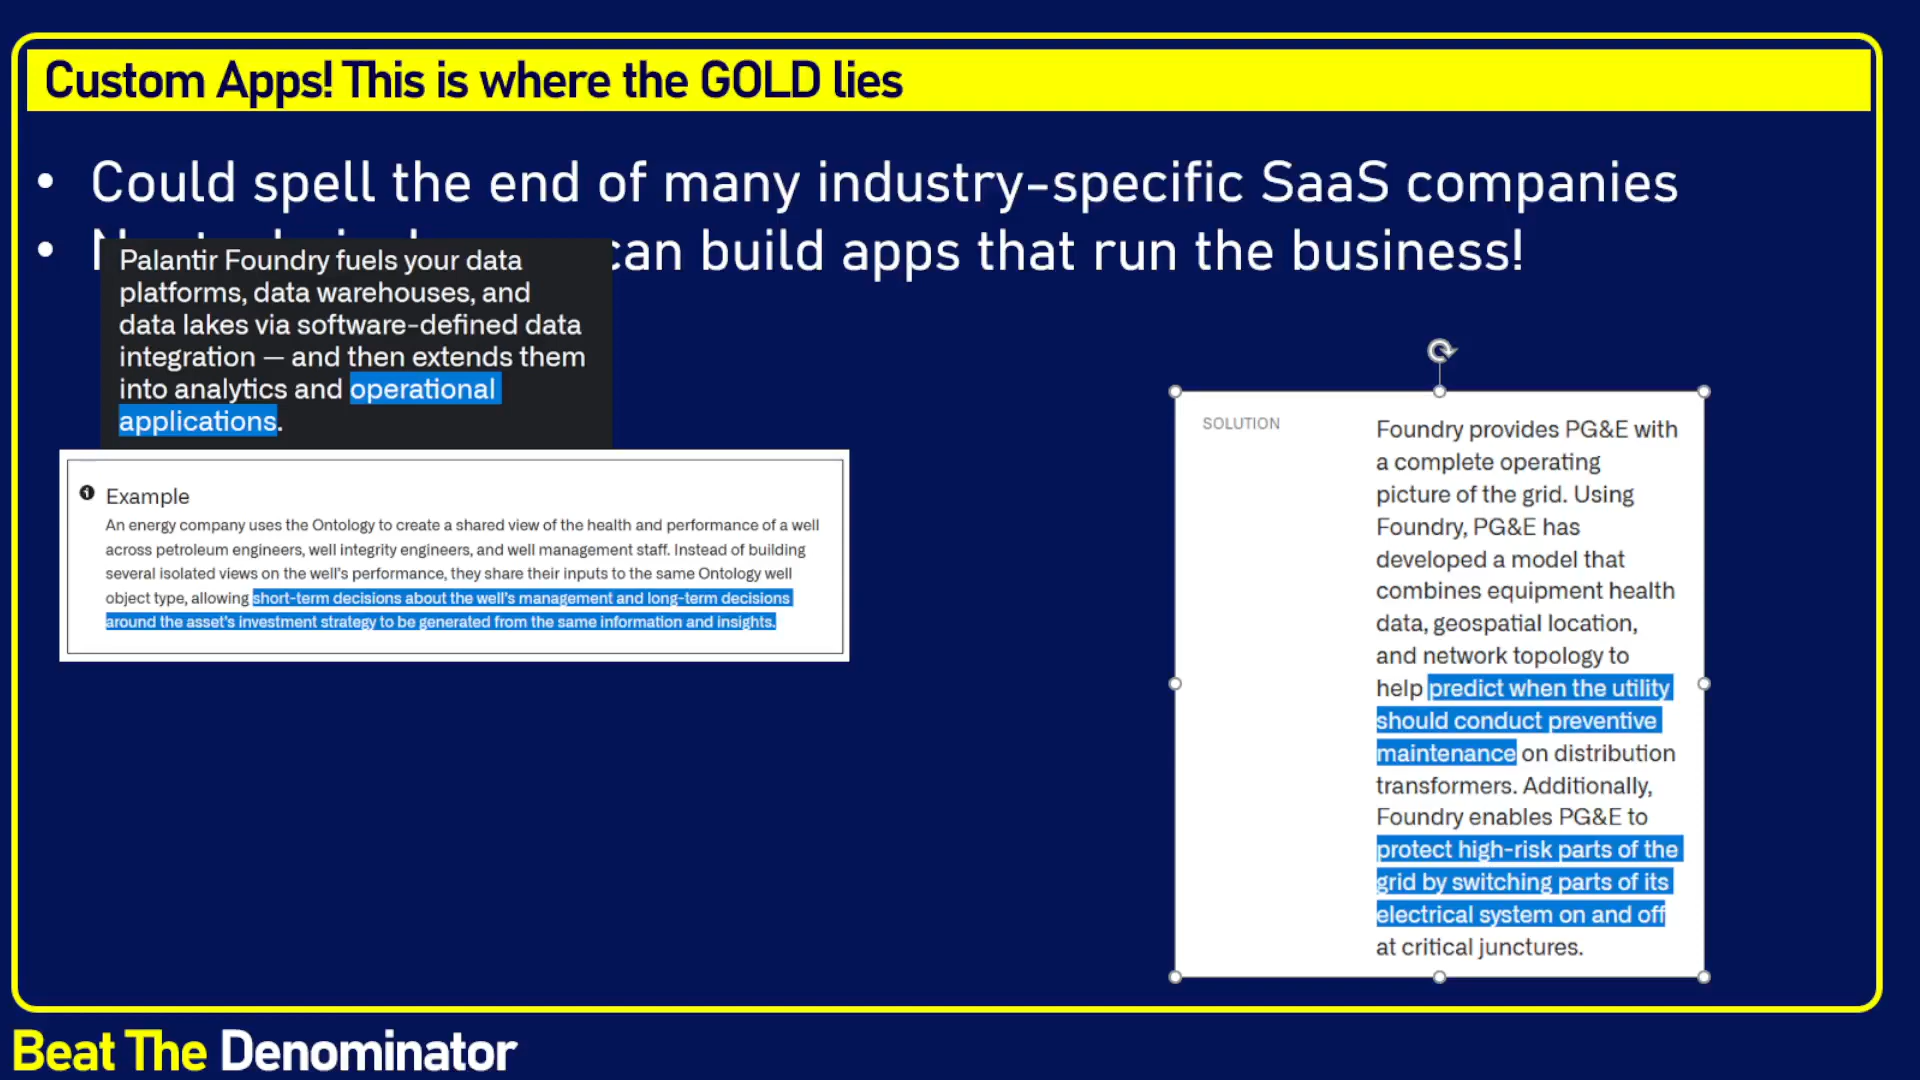 Custom Apps! This is where the GOLD lies
• Could spell the end of many industry-specific SaaS companies
• can build apps that run the business!
Palantir Foundry fuels your data
platforms, data warehouses, and
data lakes via software-defined data
integration — and then extends them
into analytics and operational
applications.
Example
An energy company uses the Ontology to create a shared view of the health and performance of a well
across petroleum engineers, well integrity engineers, and well management staff. Instead of building
several isolated views on the well's performance, they share their inputs to the same Ontology well
object type, allowing short-term decisions about the well's management and long-term decisions
around the asset's investment strategy to be generated from the same information and insights.
SOLUTION
Foundry provides PG&E with
a complete operating
picture of the grid. Using
Foundry, PG&E has
developed a model that
combines equipment health
data, geospatial location,
and network topology to
help predict when the utility
should conduct preventive
maintenance on distribution
transformers. Additionally,
Foundry enables PG&E to
protect high-risk parts of the
grid by switching parts of its
electrical system on and off
at critical junctures.
Beat The Denominator